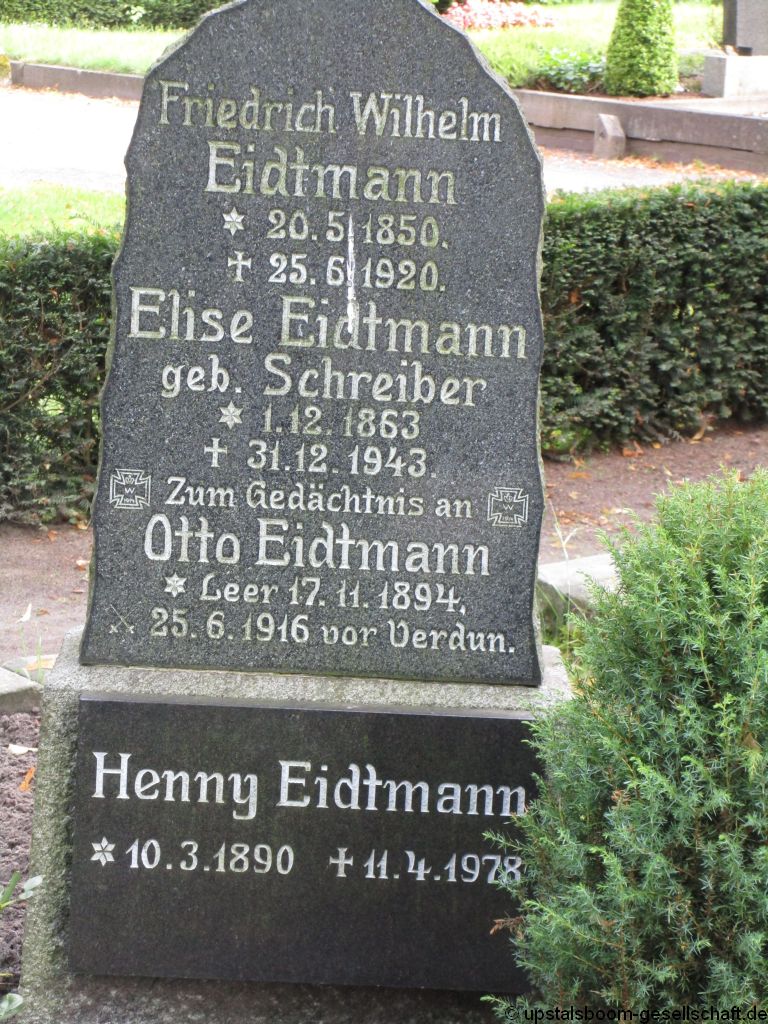 Friedrich Wilhelm
Eidtmann
* 20.5.1850.
† 25.6.1920.
Elise Eidtmann
geb. Schreiber
* 1.12.1863
† 31.12.1943.
Zum Gedächtnis an
Otto Eidtmann
* Leer 17.11.1894,
⚔ 25.6.1916 vor Verdun.
Henny Eidtmann
* 10.3.1890 † 11.4.1978
© upstalsboom-gesellschaft.de